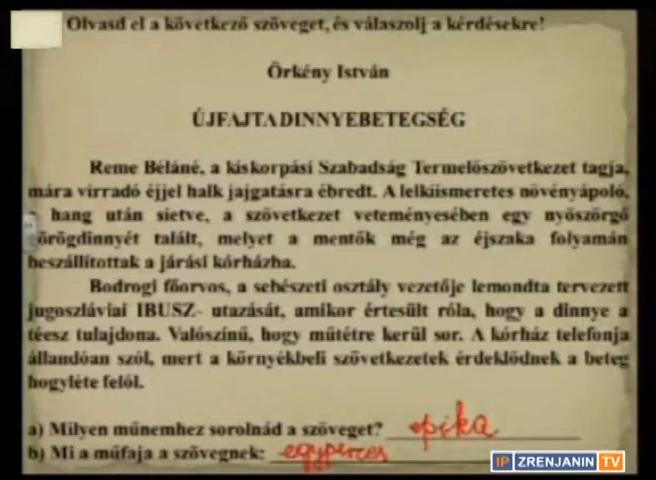 Olvasd el a következő szöveget, és válaszolj a kérdésekre!
Örkény István
ÚJFAJTA DINNYEBETEGSÉG
Reme Béláné, a kiskorpási Szabadság Termelőszövetkezet tagja,
mára virradó éjjel halk jajgatásra ébredt. A lelkiismeretes növényápoló,
hang után sietve, a szövetkezet veteményesében egy nyöszörgő
görögdinnyét talált, melyet a mentők még az éjszaka folyamán
beszállítottak a járási kórházba.
Bodrogi főorvos, a sebészeti osztály vezetője lemondta tervezett
jugoszláviai IBUSZ- utazását, amikor értesült róla, hogy a dinnye a
téesz tulajdona. Valószínű, hogy műtétre kerül sor. A kórház telefonja
állandóan szól, mert a környékbeli szövetkezetek érdeklődnek a beteg
hogyléte felől.
a) Milyen műnemhez sorolnád a szöveget? epika
b) Mi a műfaja a szövegnek: egyperces
IP ZRENJANIN TV